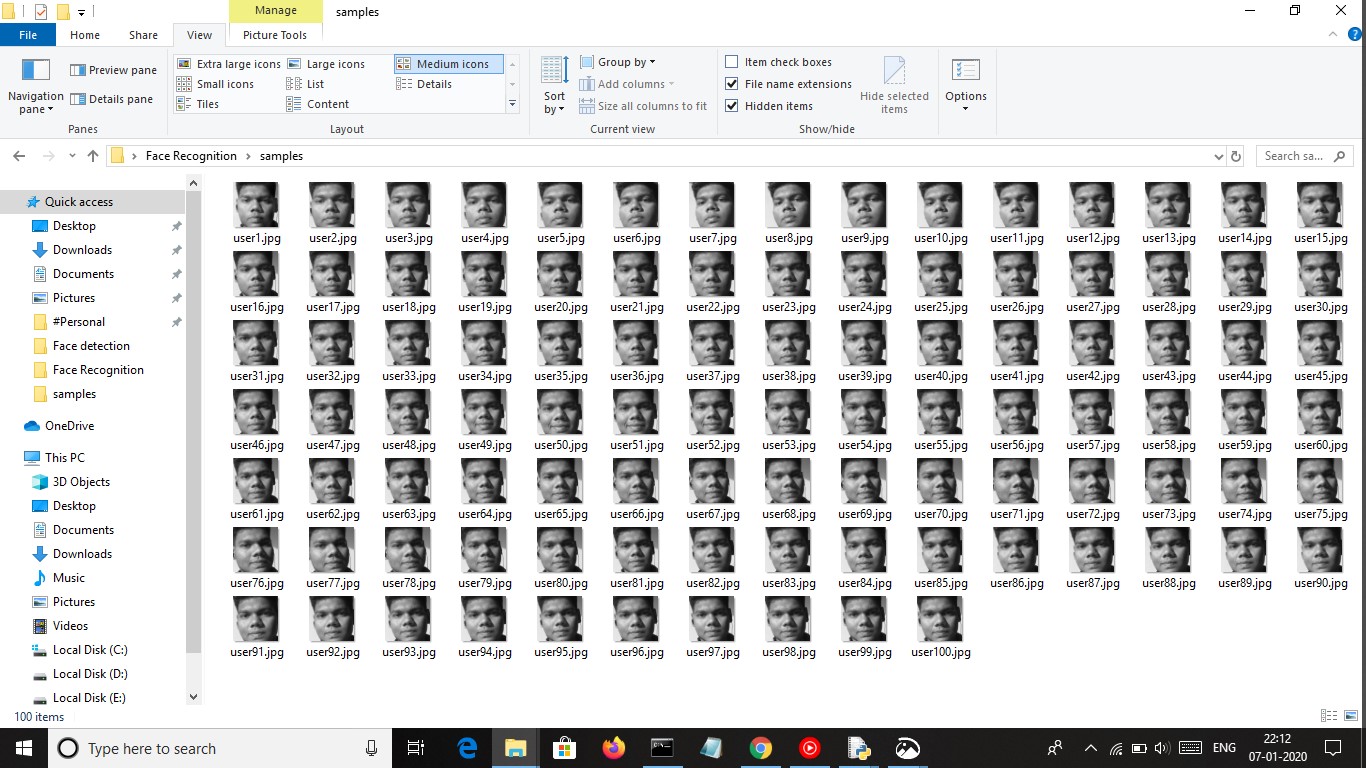 Manage
samples
File
Home
Share
View
Picture Tools
Navigation pane
Preview pane
Details pane
Panes
Extra large icons
Large icons
Medium icons
Small icons
List
Details
Tiles
Content
Layout
Sort by
Group by
Add columns
Size all columns to fit
Current view
Item check boxes
File name extensions
Hidden items
Hide selected items
Show/hide
Options
Face Recognition
samples
Search sa...
Quick access
Desktop
Downloads
Documents
Pictures
#Personal
Face detection
Face Recognition
samples
OneDrive
This PC
3D Objects
Desktop
Documents
Downloads
Music
Pictures
Videos
Local Disk (C:)
Local Disk (D:)
Local Disk (E:)
user1.jpg user2.jpg user3.jpg user4.jpg user5.jpg user6.jpg user7.jpg user8.jpg user9.jpg user10.jpg user11.jpg user12.jpg user13.jpg user14.jpg user15.jpg
user16.jpg user17.jpg user18.jpg user19.jpg user20.jpg user21.jpg user22.jpg user23.jpg user24.jpg user25.jpg user26.jpg user27.jpg user28.jpg user29.jpg user30.jpg
user31.jpg user32.jpg user33.jpg user34.jpg user35.jpg user36.jpg user37.jpg user38.jpg user39.jpg user40.jpg user41.jpg user42.jpg user43.jpg user44.jpg user45.jpg
user46.jpg user47.jpg user48.jpg user49.jpg user50.jpg user51.jpg user52.jpg user53.jpg user54.jpg user55.jpg user56.jpg user57.jpg user58.jpg user59.jpg user60.jpg
user61.jpg user62.jpg user63.jpg user64.jpg user65.jpg user66.jpg user67.jpg user68.jpg user69.jpg user70.jpg user71.jpg user72.jpg user73.jpg user74.jpg user75.jpg
user76.jpg user77.jpg user78.jpg user79.jpg user80.jpg user81.jpg user82.jpg user83.jpg user84.jpg user85.jpg user86.jpg user87.jpg user88.jpg user89.jpg user90.jpg
user91.jpg user92.jpg user93.jpg user94.jpg user95.jpg user96.jpg user97.jpg user98.jpg user99.jpg user100.jpg
100 items
Type here to search
ENG
22:12
07-01-2020